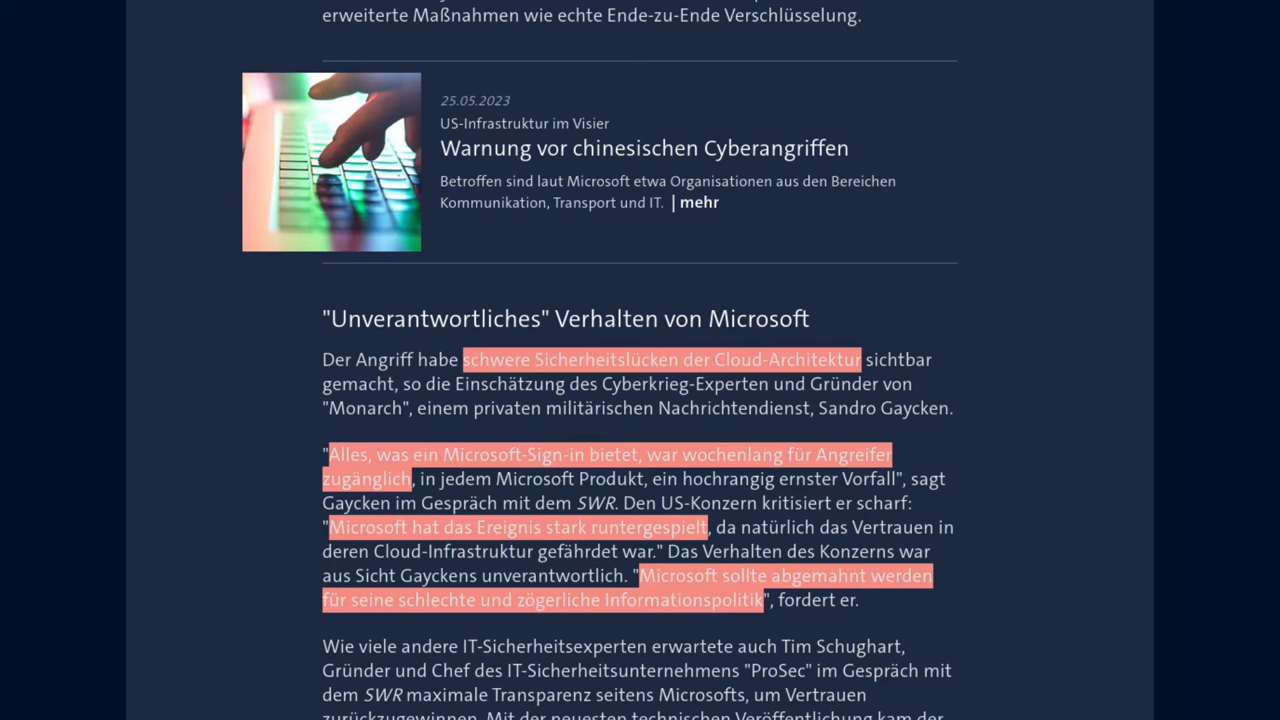 erweiterte Maßnahmen wie echte Ende-zu-Ende Verschlüsselung.
25.05.2023
US-Infrastruktur im Visier
Warnung vor chinesischen Cyberangriffen
Betroffen sind laut Microsoft etwa Organisationen aus den Bereichen
Kommunikation, Transport und IT. | mehr
"Unverantwortliches" Verhalten von Microsoft
Der Angriff habe schwere Sicherheitslücken der Cloud-Architektur sichtbar
gemacht, so die Einschätzung des Cyberkrieg-Experten und Gründer von
"Monarch", einem privaten militärischen Nachrichtendienst, Sandro Gaycken.
"Alles, was ein Microsoft-Sign-in bietet, war wochenlang für Angreifer
zugänglich, in jedem Microsoft Produkt, ein hochrangig ernster Vorfall", sagt
Gaycken im Gespräch mit dem SWR. Den US-Konzern kritisiert er scharf:
"Microsoft hat das Ereignis stark runtergespielt, da natürlich das Vertrauen in
deren Cloud-Infrastruktur gefährdet war." Das Verhalten des Konzerns war
aus Sicht Gayckens unverantwortlich. "Microsoft sollte abgemahnt werden
für seine schlechte und zögerliche Informationspolitik", fordert er.
Wie viele andere IT-Sicherheitsexperten erwartete auch Tim Schughart,
Gründer und Chef des IT-Sicherheitsunternehmens "ProSec" im Gespräch mit
dem SWR maximale Transparenz seitens Microsofts, um Vertrauen
zurückzugewinnen. Mit der neuesten technischen Veröffentlichung kam der